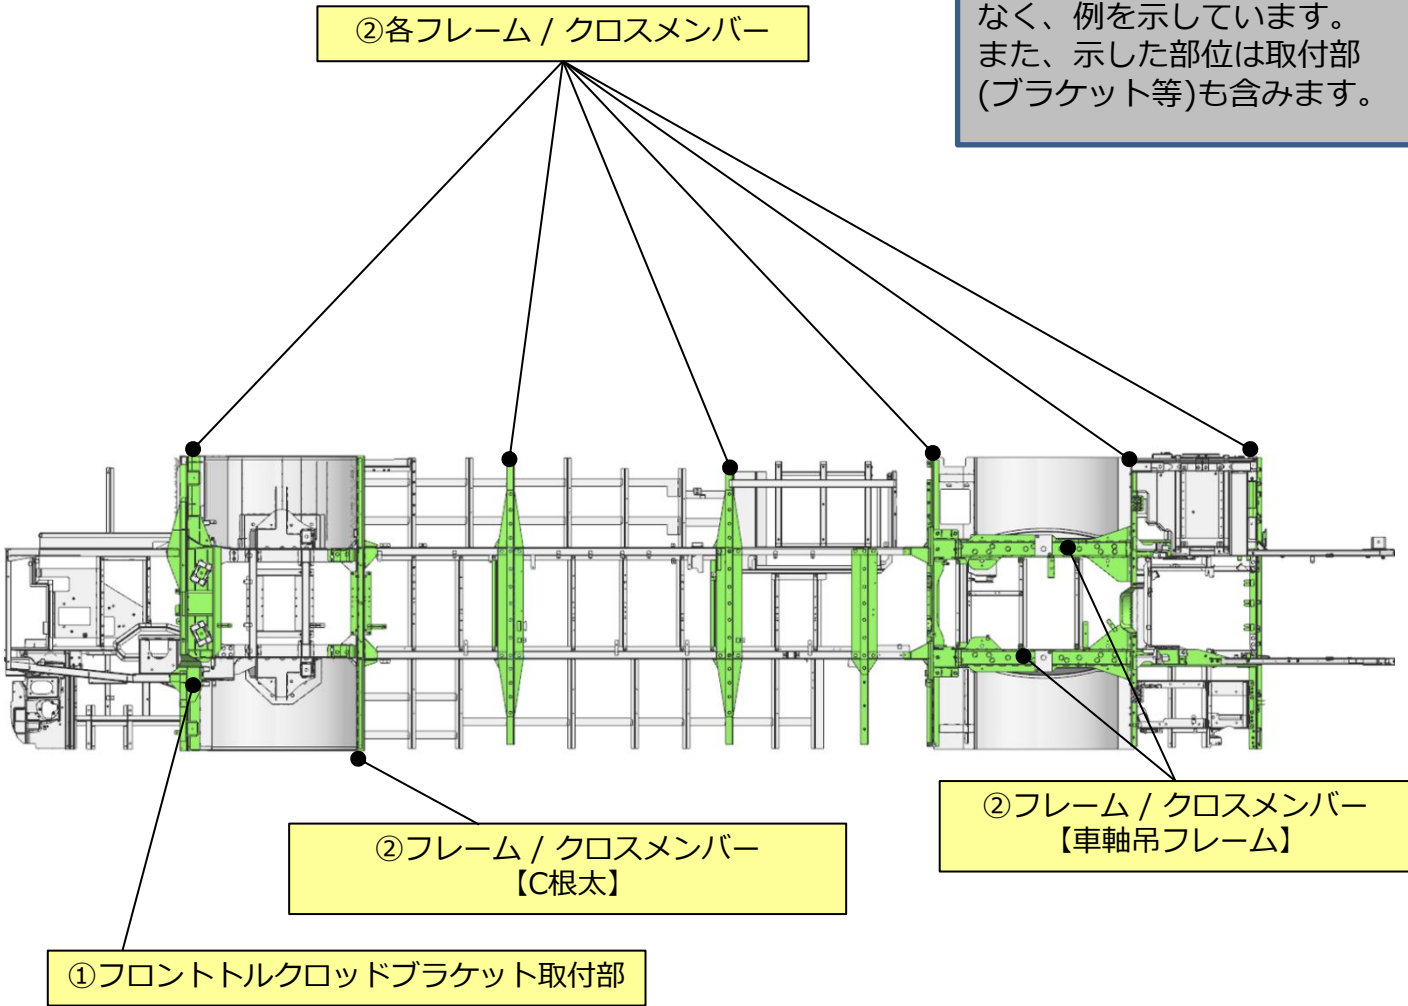 ②各フレーム / クロスメンバー
なく、例を示しています。
また、示した部位は取付部
(ブラケット等)も含みます。
②フレーム / クロスメンバー
【車軸吊フレーム】
②フレーム / クロスメンバー
【C根太】
①フロントトルクロッドブラケット取付部